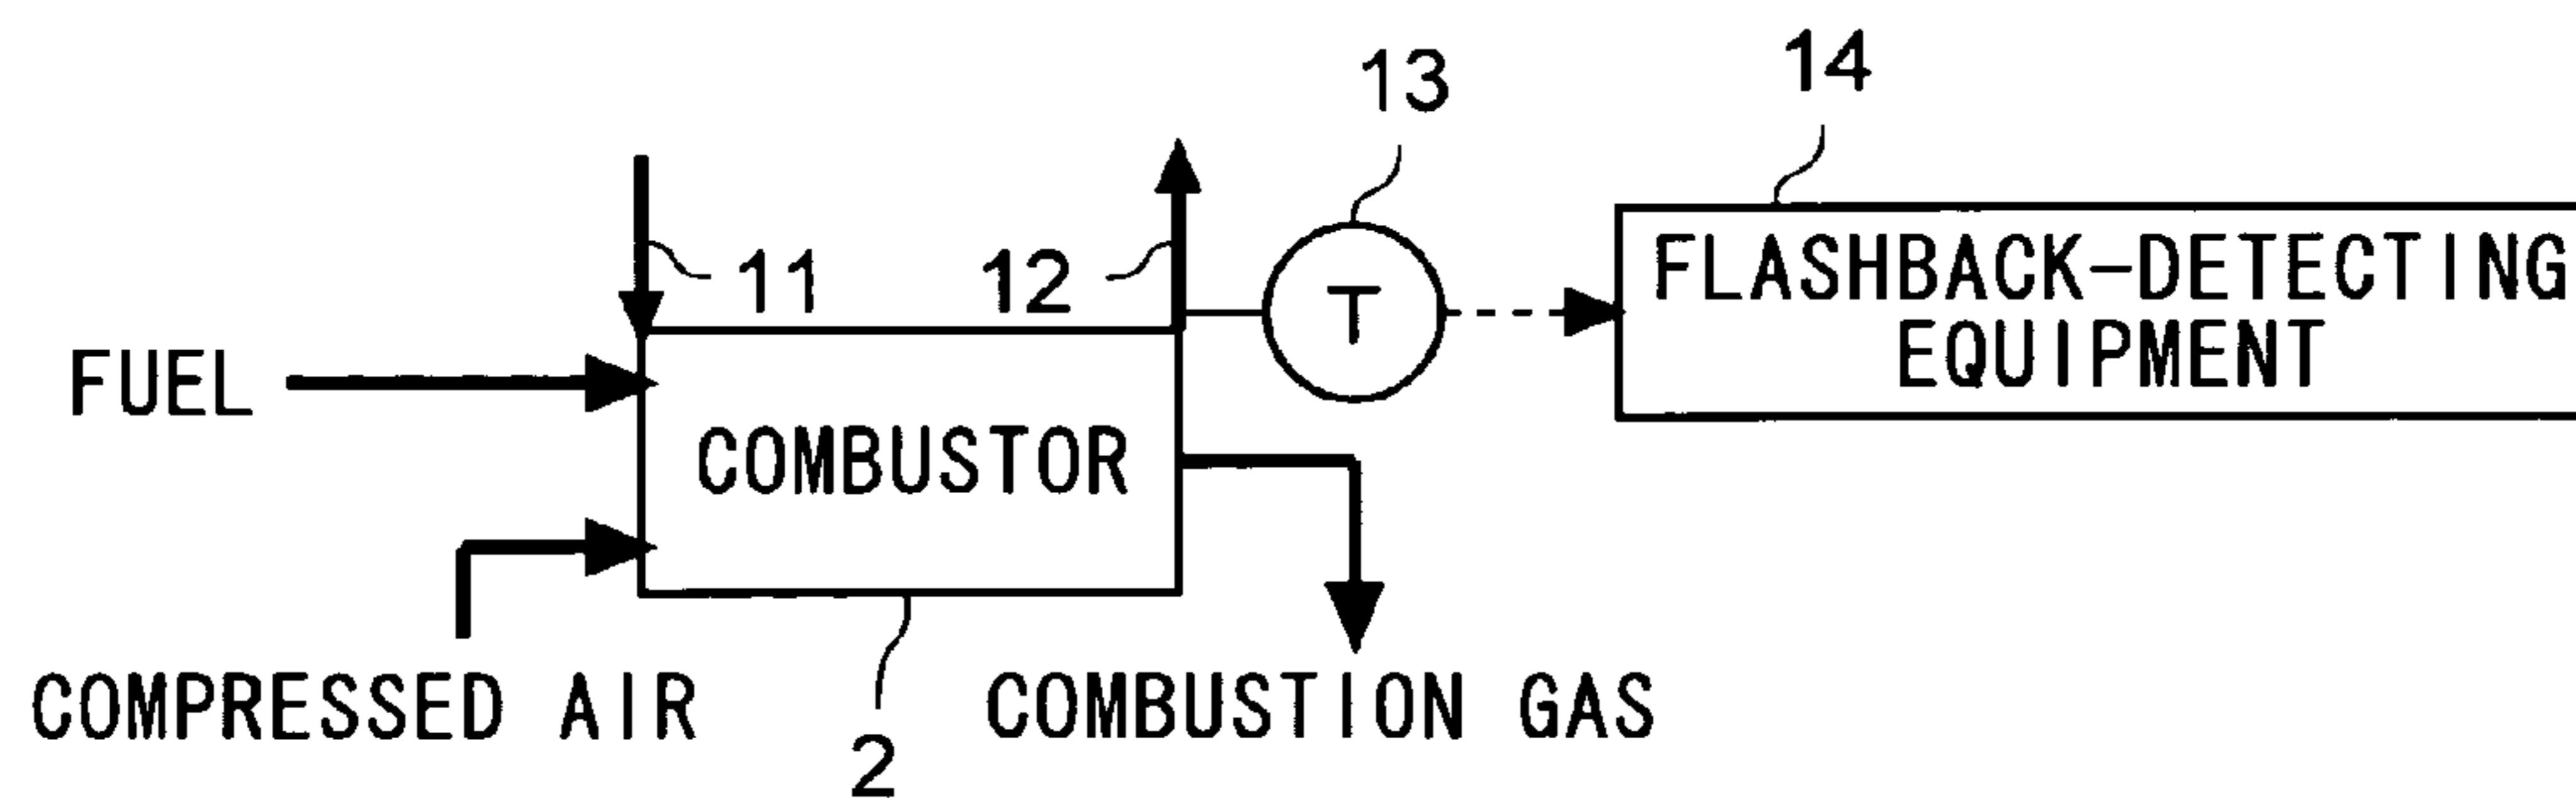 13
14
11
12
T
FLASHBACK-DETECTING
EQUIPMENT
FUEL
COMBUSTOR
COMPRESSED AIR
COMBUSTION GAS
2